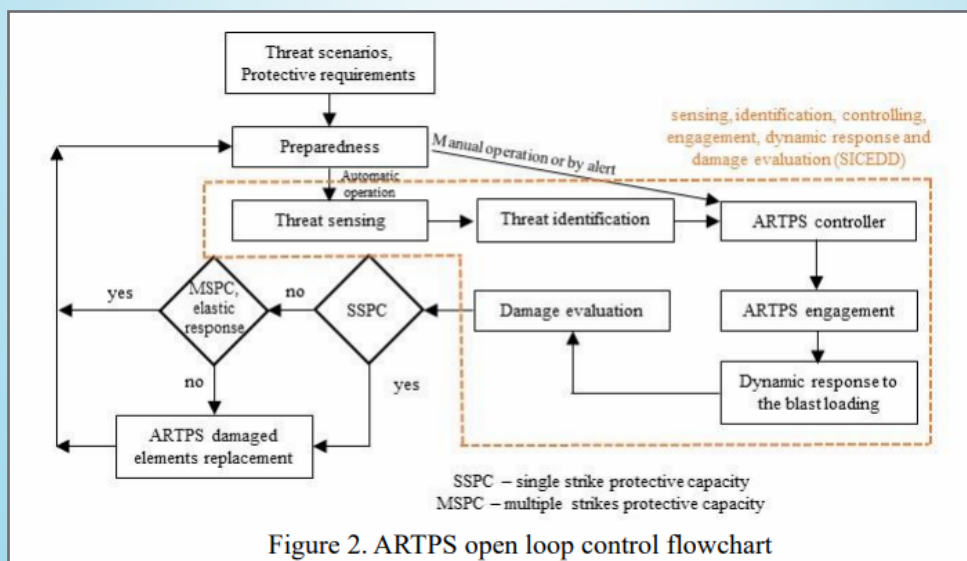 Threat scenarios,
Protective requirements
sensing, identification, controlling,
engagement, dynamic response and
damage evaluation (SICEDD)
Preparedness
Manual operation or by alert
Automatic
operation
Threat sensing
Threat identification
ARTPS controller
MSPC,
elastic
response
yes
no
SSPC
Damage evaluation
ARTPS engagement
no
yes
Dynamic response to
the blast loading
ARTPS damaged
elements replacement
SSPC – single strike protective capacity
MSPC – multiple strikes protective capacity
Figure 2. ARTPS open loop control flowchart